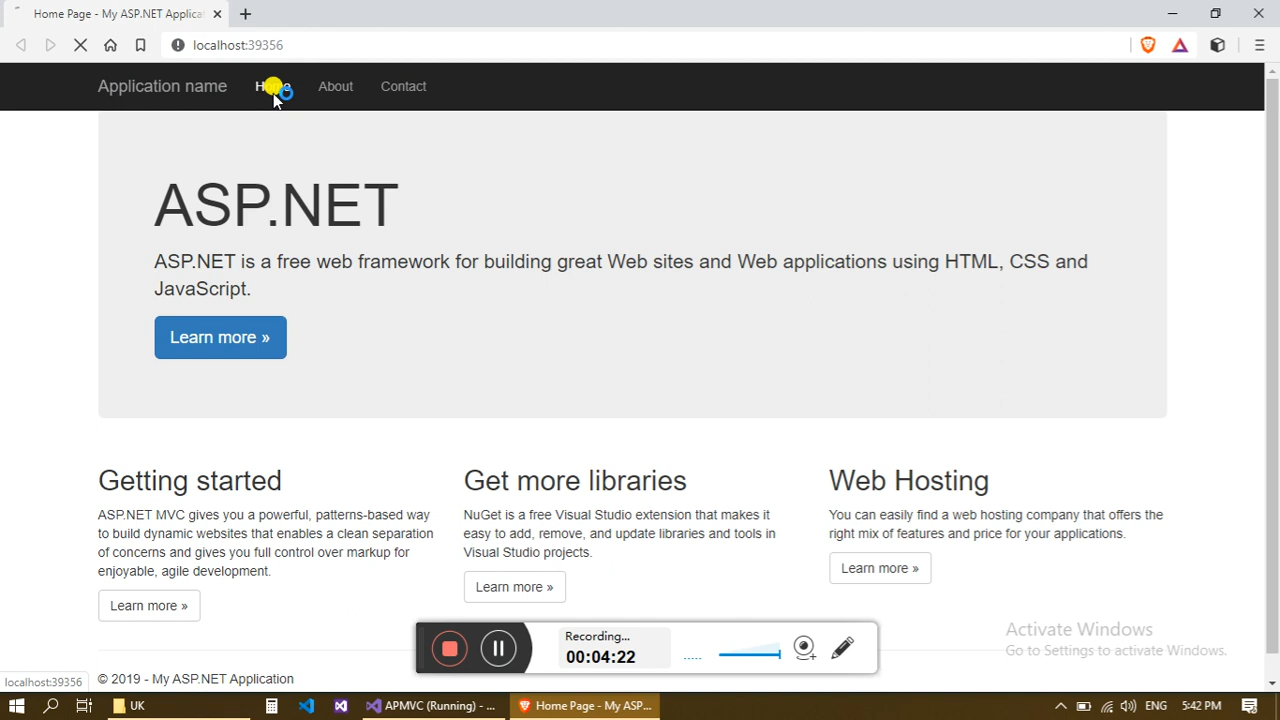 Home Page - My ASP.NET Applica
localhost:39356
Application name
About
Contact
ASP.NET
ASP.NET is a free web framework for building great Web sites and Web applications using HTML, CSS and
JavaScript.
Learn more »
Getting started
ASP.NET MVC gives you a powerful, patterns-based way
to build dynamic websites that enables a clean separation
of concerns and gives you full control over markup for
enjoyable, agile development.
Learn more »
Get more libraries
NuGet is a free Visual Studio extension that makes it
easy to add, remove, and update libraries and tools in
Visual Studio projects.
Learn more »
Web Hosting
You can easily find a web hosting company that offers the
right mix of features and price for your applications.
Learn more »
Recording...
00:04:22
Activate Windows
Go to Settings to activate Windows.
localhost:39356
© 2019 - My ASP.NET Application
UK
APMVC (Running) - ...
Home Page - My ASP...
ENG
5:42 PM